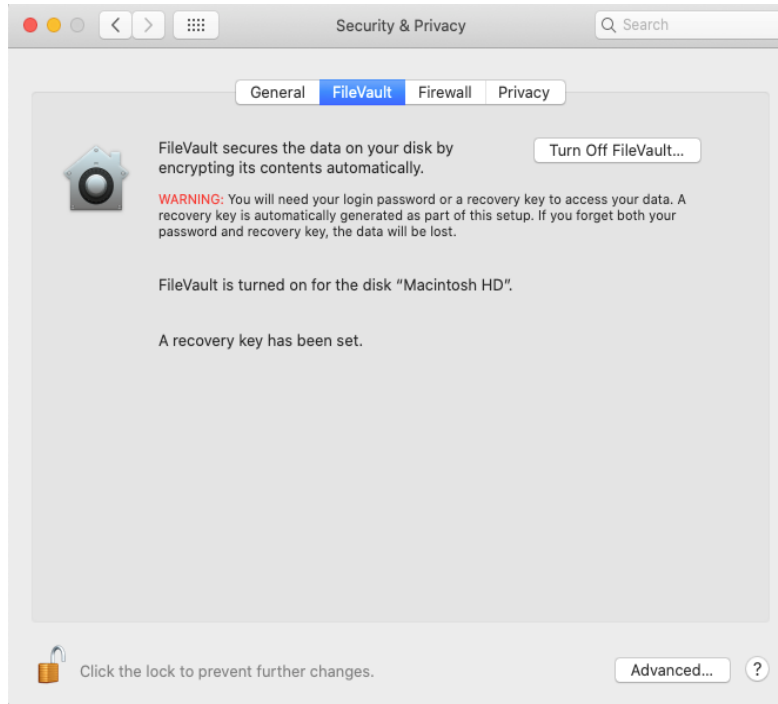 Security & Privacy
Search
General FileVault Firewall Privacy
FileVault secures the data on your disk by
encrypting its contents automatically.
Turn Off FileVault...
WARNING: You will need your login password or a recovery key to access your data. A
recovery key is automatically generated as part of this setup. If you forget both your
password and recovery key, the data will be lost.
FileVault is turned on for the disk “Macintosh HD”.
A recovery key has been set.
Click the lock to prevent further changes.
Advanced...
?